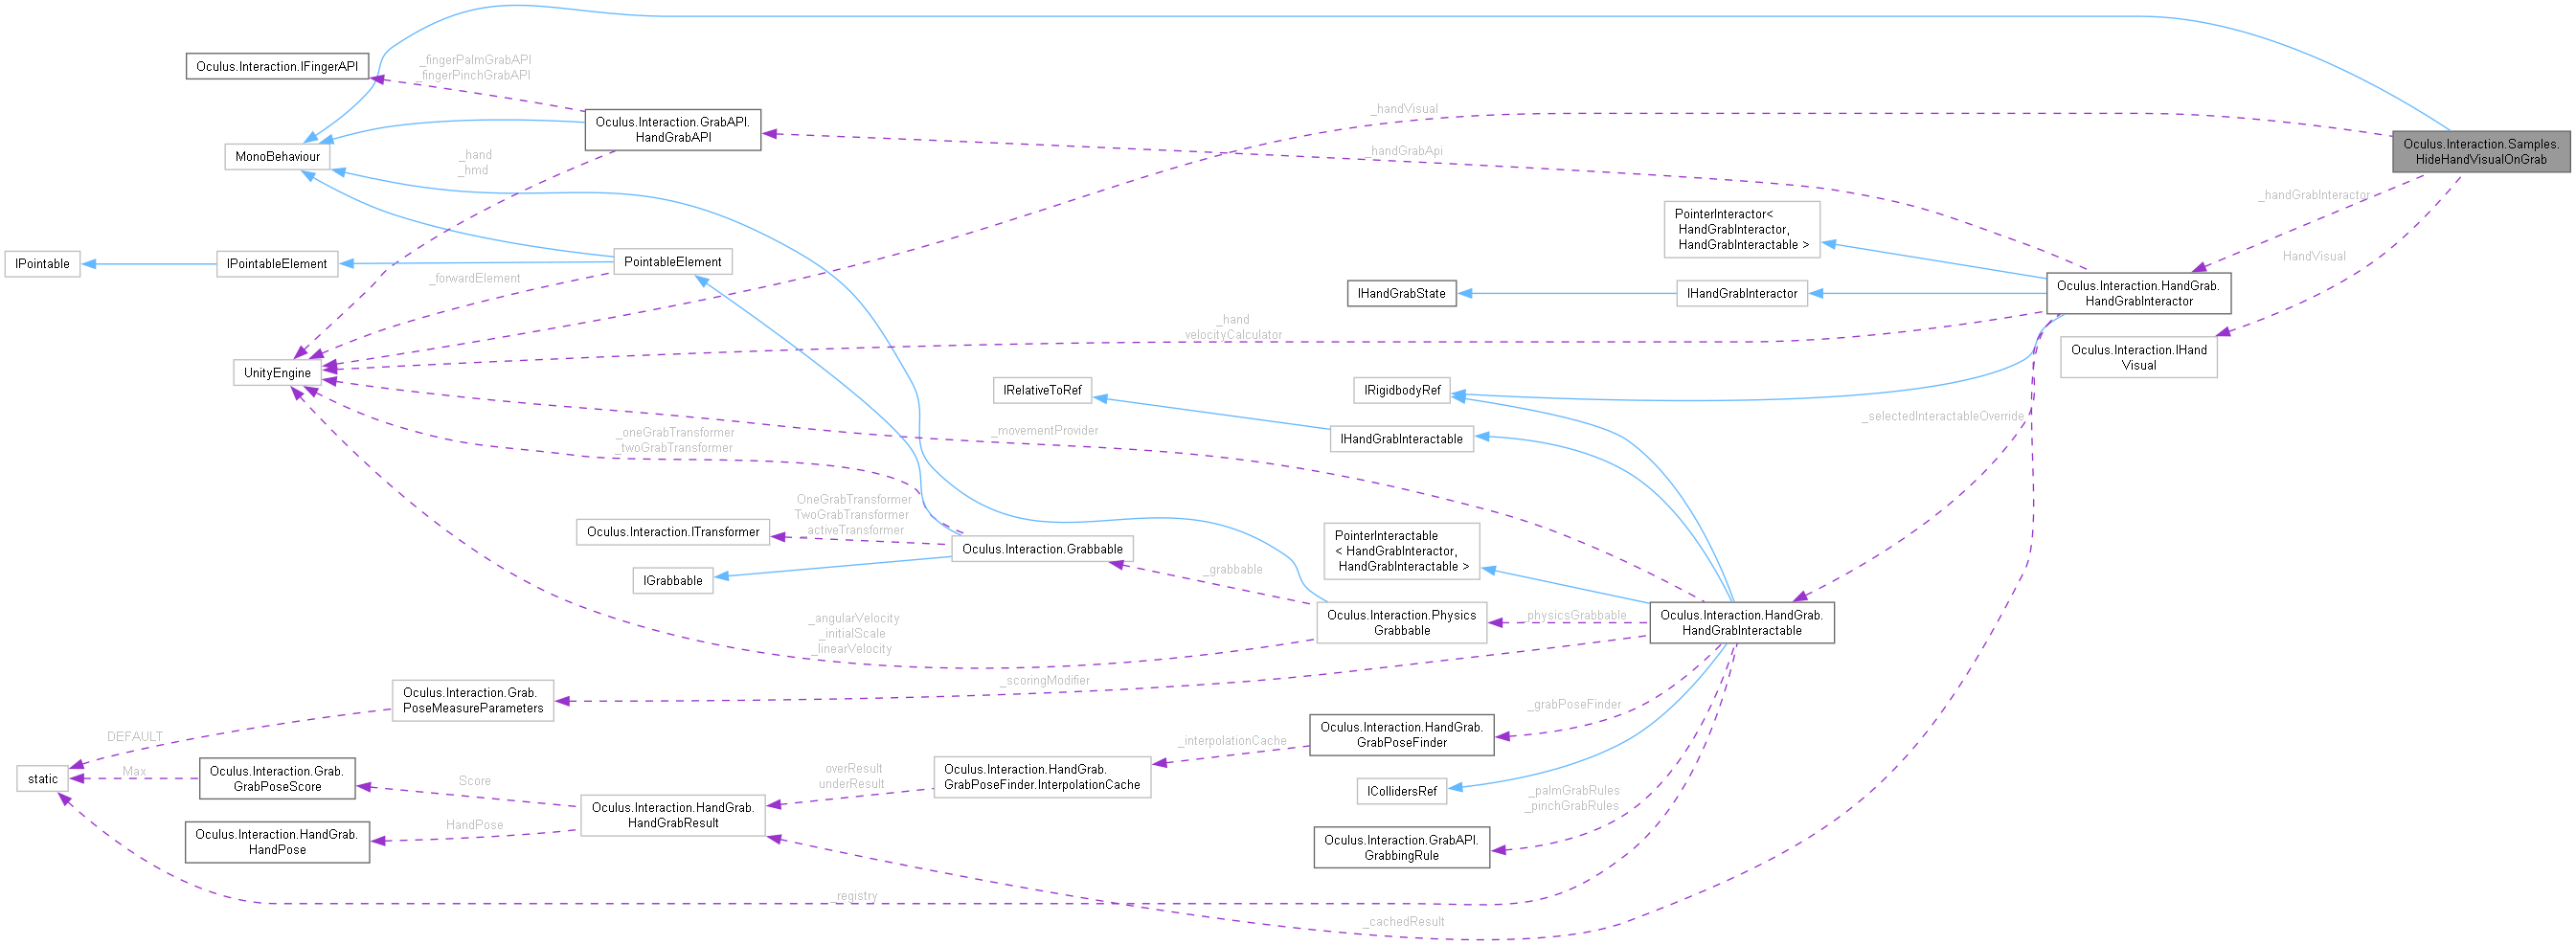 Oculus.Interaction.IFingerAPI
_fingerPalmGrabAPI
_fingerPinchGrabAPI
_handVisual
Oculus.Interaction.GrabAPI.
HandGrabAPI
MonoBehaviour
_hand
_hmd
_handGrabApi
Oculus.Interaction.Samples.
HideHandVisualOnGrab
_handGrabInteractor
PointerInteractor<
HandGrabInteractor,
HandGrabInteractable >
HandVisual
IPointable
IPointableElement
PointableElement
_forwardElement
IHandGrabState
IHandGrabInteractor
Oculus.Interaction.HandGrab.
HandGrabInteractor
_hand
velocityCalculator
Oculus.Interaction.IHand
Visual
UnityEngine
IRelativeToRef
IRigidbodyRef
_selectedInteractableOverride
_oneGrabTransformer
_twoGrabTransformer
_movementProvider
IHandGrabInteractable
OneGrabTransformer
TwoGrabTransformer
_activeTransformer
Oculus.Interaction.ITransformer
Oculus.Interaction.Grabbable
IGrabbable
_grabbable
PointerInteractable
< HandGrabInteractor,
HandGrabInteractable >
_angularVelocity
_initialScale
_linearVelocity
Oculus.Interaction.Physics
Grabbable
_physicsGrabbable
Oculus.Interaction.HandGrab.
HandGrabInteractable
_scoringModifier
Oculus.Interaction.Grab.
PoseMeasureParameters
_grabPoseFinder
DEFAULT
Oculus.Interaction.HandGrab.
GrabPoseFinder
_interpolationCache
static
Max
Oculus.Interaction.Grab.
GrabPoseScore
Score
overResult
underResult
Oculus.Interaction.HandGrab.
GrabPoseFinder.InterpolationCache
ICollidersRef
_palmGrabRules
_pinchGrabRules
Oculus.Interaction.HandGrab.
HandGrabResult
HandPose
Oculus.Interaction.HandGrab.
HandPose
Oculus.Interaction.GrabAPI.
GrabbingRule
_registry
_cachedResult